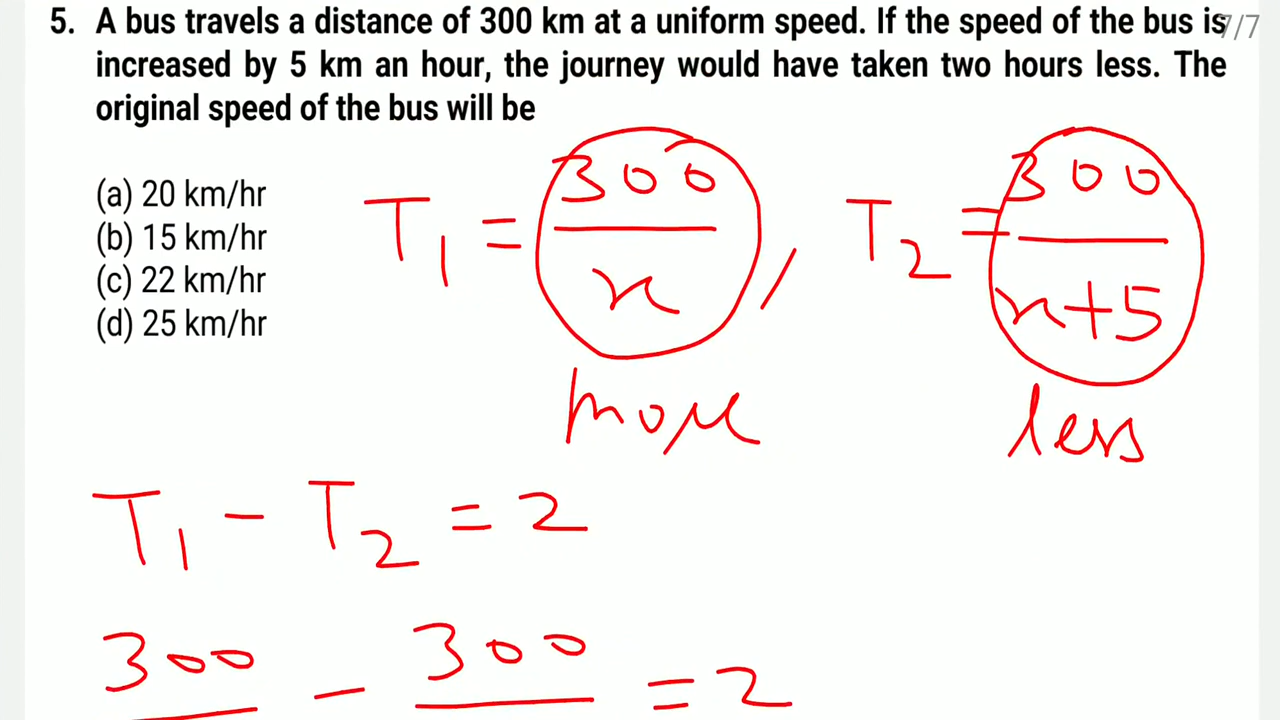 5. A bus travels a distance of 300 km at a uniform speed. If the speed of the bus is
7/7
increased by 5 km an hour, the journey would have taken two hours less. The
original speed of the bus will be
(a) 20 km/hr
(b) 15 km/hr
(c) 22 km/hr
(d) 25 km/hr
T₁ = 300/x , T₂ = 300/x+5
more
less
T₁ - T₂ = 2
300 - 300 = 2